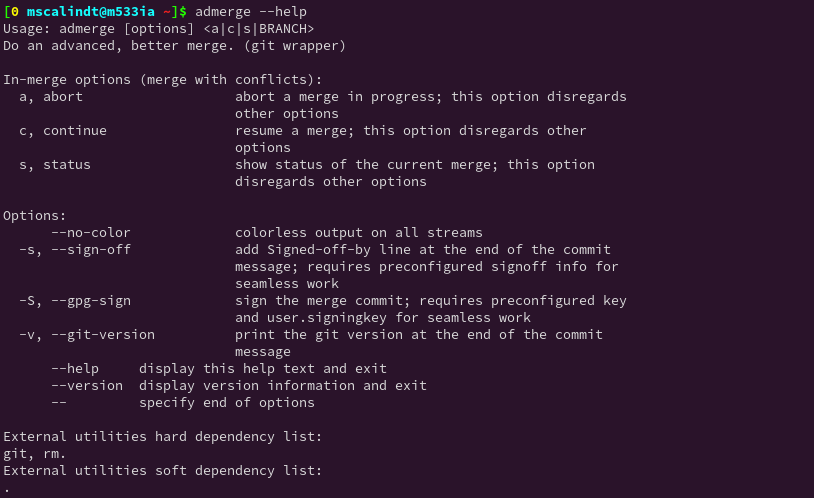 [0 mscalindt@m533ia ~]$ admerge --help
Usage: admerge [options] <a|c|s|BRANCH>
Do an advanced, better merge. (git wrapper)
In-merge options (merge with conflicts):
a, abort abort a merge in progress; this option disregards
other options
c, continue resume a merge; this option disregards other
options
s, status show status of the current merge; this option
disregards other options
Options:
--no-color colorless output on all streams
-s, --sign-off add Signed-off-by line at the end of the commit
message; requires preconfigured signoff info for
seamless work
-S, --gpg-sign sign the merge commit; requires preconfigured key
and user.signingkey for seamless work
-v, --git-version print the git version at the end of the commit
message
--help display this help text and exit
--version display version information and exit
-- specify end of options
External utilities hard dependency list:
git, rm.
External utilities soft dependency list:
.